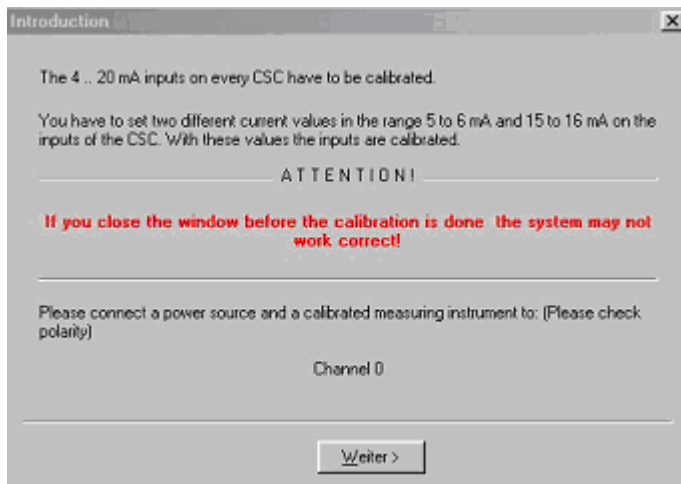 Introduction
The 4 .. 20 mA inputs on every CSC have to be calibrated.
You have to set two different current values in the range 5 to 6 mA and 15 to 16 mA on the
inputs of the CSC. With these values the inputs are calibrated.
ATTENTION!
If you close the window before the calibration is done the system may not
work correct!
Please connect a power source and a calibrated measuring instrument to: (Please check
polarity)
Channel 0
Weiter >